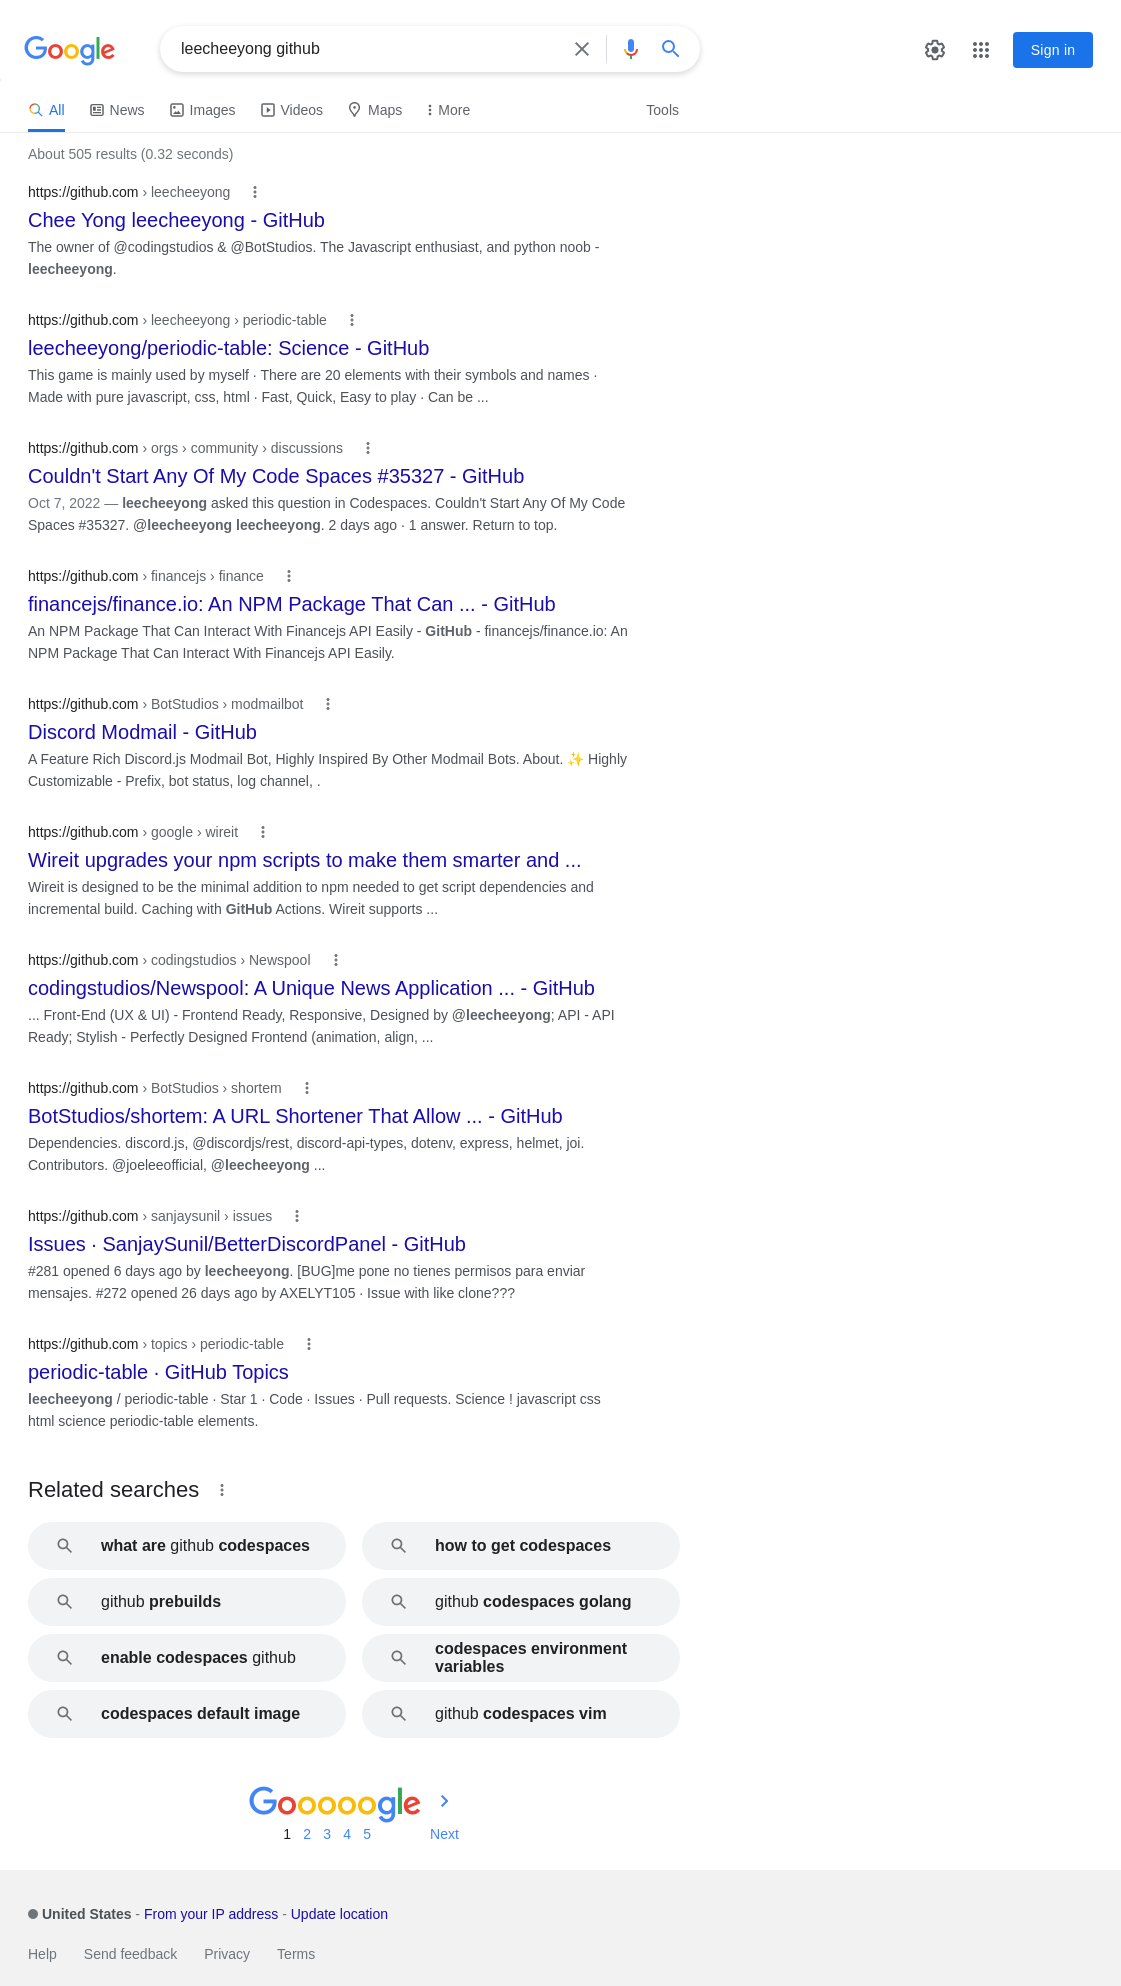 Google
leecheeyong github
Sign in
All News Images Videos Maps More Tools
About 505 results (0.32 seconds)
https://github.com › leecheeyong
Chee Yong leecheeyong - GitHub
The owner of @codingstudios & @BotStudios. The Javascript enthusiast, and python noob -
leecheeyong.
https://github.com › leecheeyong › periodic-table
leecheeyong/periodic-table: Science - GitHub
This game is mainly used by myself · There are 20 elements with their symbols and names ·
Made with pure javascript, css, html · Fast, Quick, Easy to play · Can be ...
https://github.com › orgs › community › discussions
Couldn't Start Any Of My Code Spaces #35327 - GitHub
Oct 7, 2022 — leecheeyong asked this question in Codespaces. Couldn't Start Any Of My Code
Spaces #35327. @leecheeyong leecheeyong. 2 days ago · 1 answer. Return to top.
https://github.com › financejs › finance
financejs/finance.io: An NPM Package That Can ... - GitHub
An NPM Package That Can Interact With Financejs API Easily - GitHub - financejs/finance.io: An
NPM Package That Can Interact With Financejs API Easily.
https://github.com › BotStudios › modmailbot
Discord Modmail - GitHub
A Feature Rich Discord.js Modmail Bot, Highly Inspired By Other Modmail Bots. About. ✨ Highly
Customizable - Prefix, bot status, log channel, .
https://github.com › google › wireit
Wireit upgrades your npm scripts to make them smarter and ...
Wireit is designed to be the minimal addition to npm needed to get script dependencies and
incremental build. Caching with GitHub Actions. Wireit supports ...
https://github.com › codingstudios › Newspool
codingstudios/Newspool: A Unique News Application ... - GitHub
... Front-End (UX & UI) - Frontend Ready, Responsive, Designed by @leecheeyong; API - API
Ready; Stylish - Perfectly Designed Frontend (animation, align, ...
https://github.com › BotStudios › shortem
BotStudios/shortem: A URL Shortener That Allow ... - GitHub
Dependencies. discord.js, @discordjs/rest, discord-api-types, dotenv, express, helmet, joi.
Contributors. @joeleeofficial, @leecheeyong ...
https://github.com › sanjaysunil › issues
Issues · SanjaySunil/BetterDiscordPanel - GitHub
#281 opened 6 days ago by leecheeyong. [BUG]me pone no tienes permisos para enviar
mensajes. #272 opened 26 days ago by AXELYT105 · Issue with like clone???
https://github.com › topics › periodic-table
periodic-table · GitHub Topics
leecheeyong / periodic-table · Star 1 · Code · Issues · Pull requests. Science ! javascript css
html science periodic-table elements.
Related searches
what are github codespaces
how to get codespaces
github prebuilds
github codespaces golang
enable codespaces github
codespaces environment
variables
codespaces default image
github codespaces vim
Gooooogle
1 2 3 4 5 Next
United States - From your IP address - Update location
Help Send feedback Privacy Terms